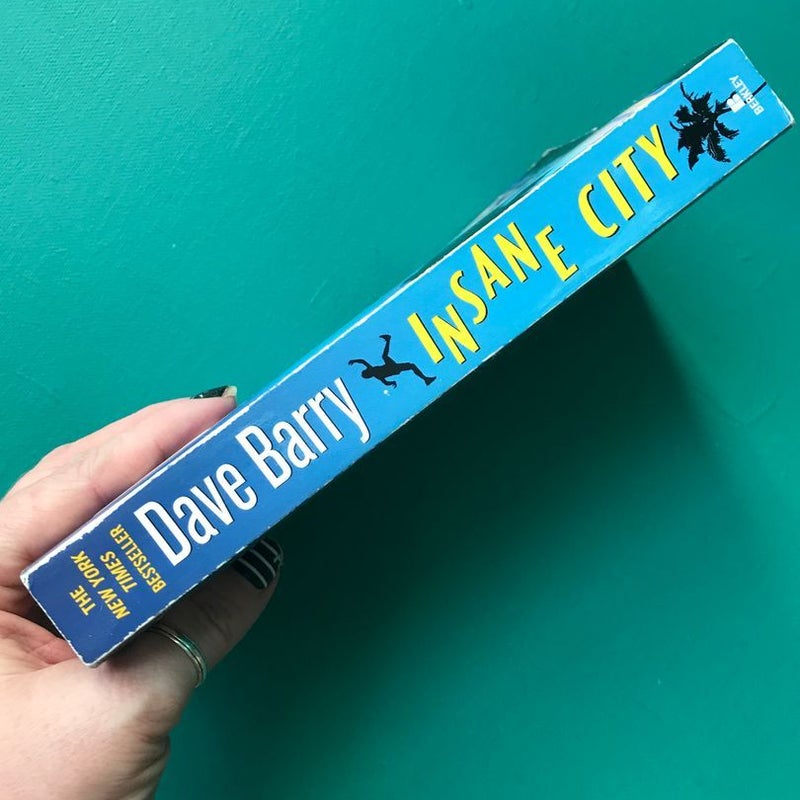 THE
NEW YORK
TIMES
BESTSELLER
Dave Barry
INSANE CITY
BERKLEY